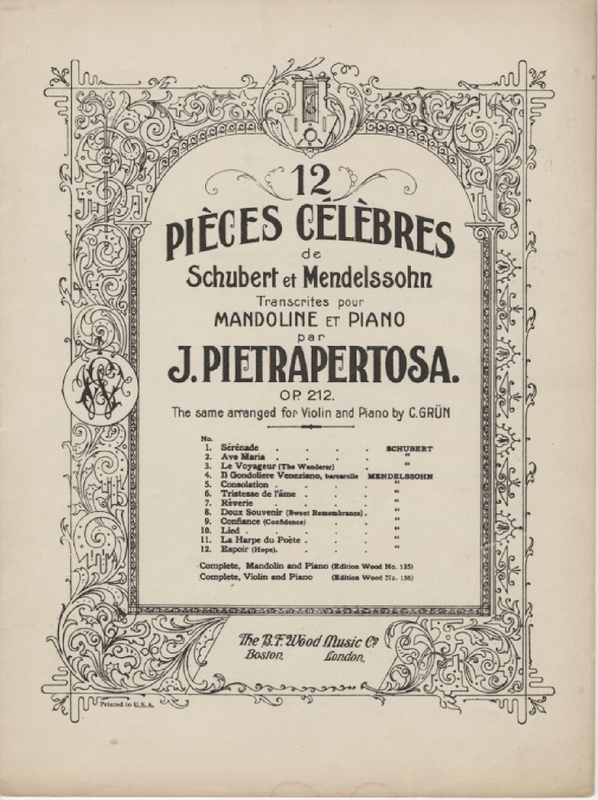 12
PIÈCES CÉLÈBRES
de
Schubert et Mendelssohn
Transcrites pour
MANDOLINE ET PIANO
par
J. PIETRAPERTOSA.
OP. 212.
The same arranged for Violin and Piano by C. GRÜN
No.
1. Sérénade . . . . . SCHUBERT
2. Ave Maria . . . . . "
3. Le Voyageur (The Wanderer) . . "
4. Il Gondoliere Veneziano, barcarolle MENDELSSOHN
5. Consolation . . . . "
6. Tristesse de l'âme . . . "
7. Rêverie . . . . . "
8. Doux Souvenir (Sweet Remembrance) . "
9. Confiance (Confidence) . . . "
10. Lied . . . . . "
11. La Harpe du Poète . . . "
12. Espoir (Hope). . . . "
Complete, Mandolin and Piano (Edition Wood No. 135)
Complete, Violin and Piano (Edition Wood No. 136)
The B. F. Wood Music Co.
Boston. London.
Printed in U.S.A.